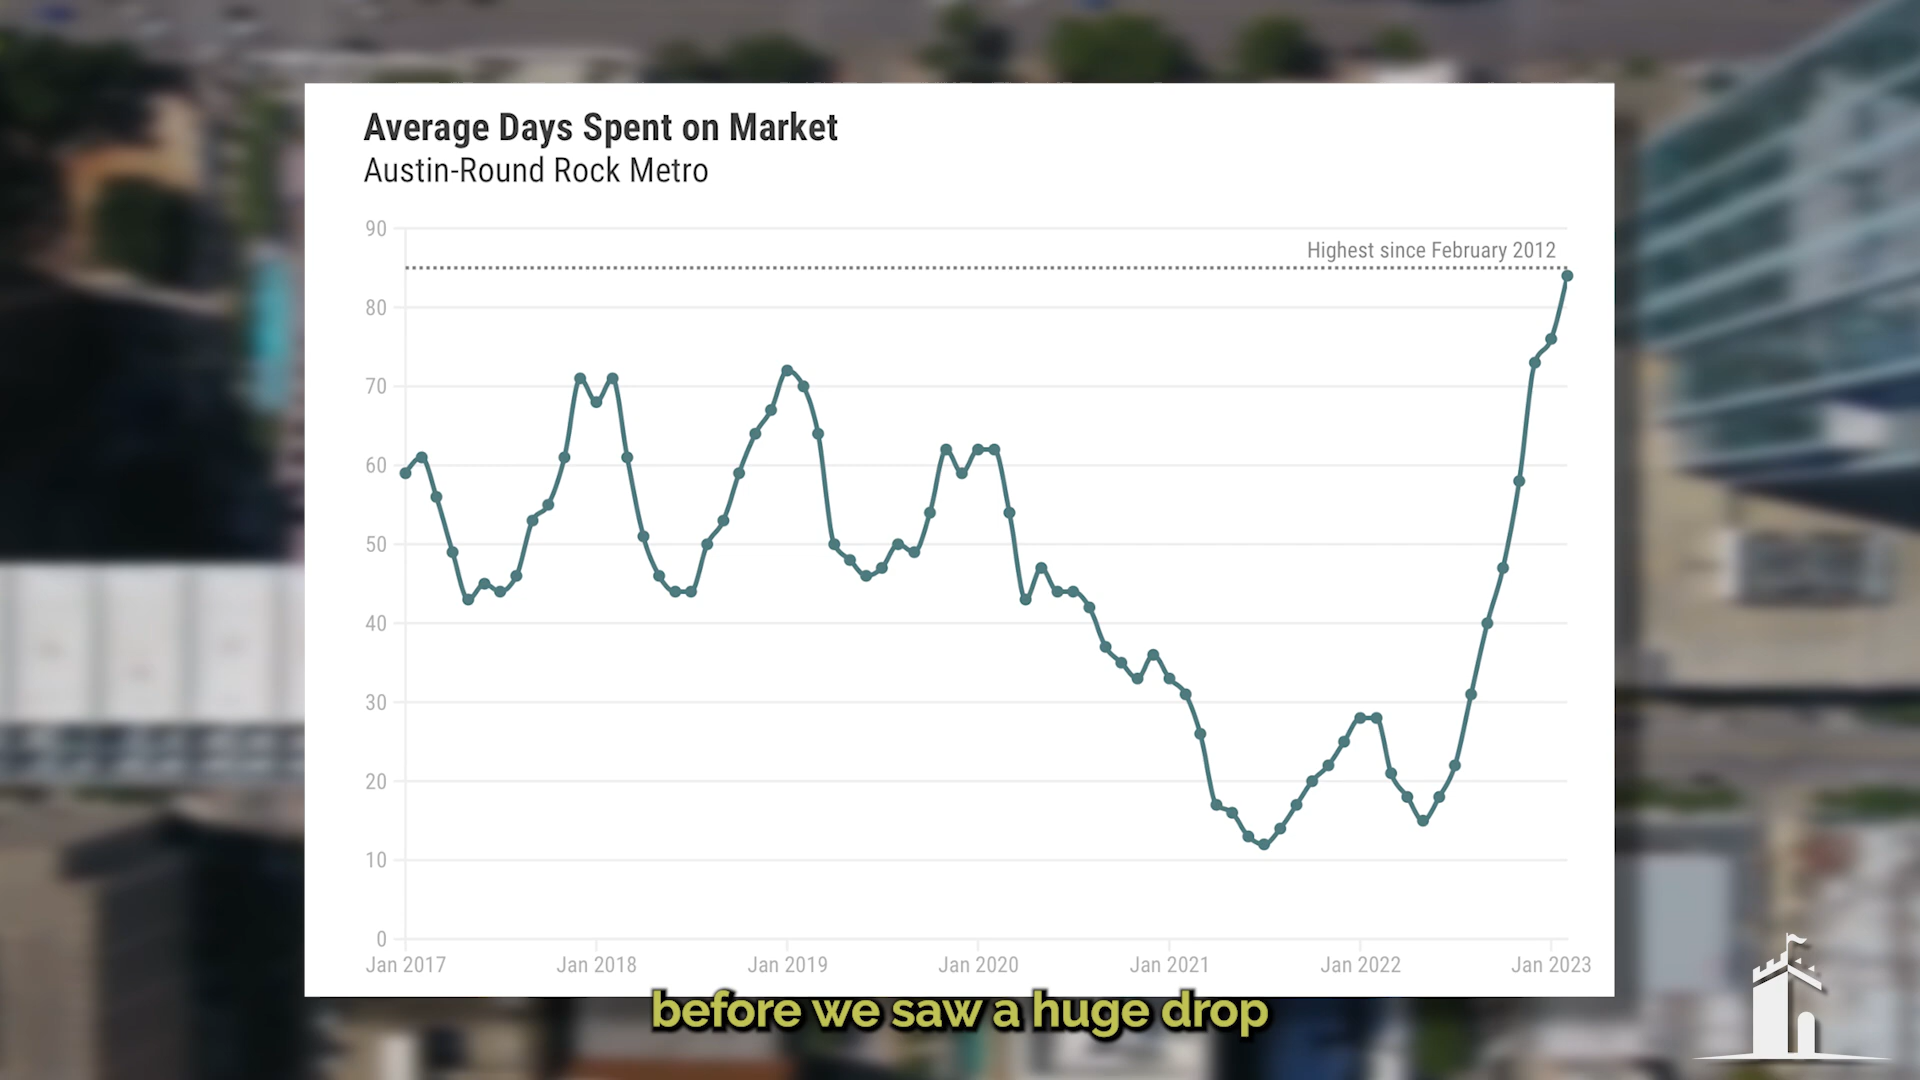 Average Days Spent on Market
Austin-Round Rock Metro
90
Highest since February 2012
80
70
60
50
40
30
20
10
0
Jan 2017
Jan 2018
Jan 2019
Jan 2020
Jan 2021
Jan 2022
Jan 2023
before we saw a huge drop